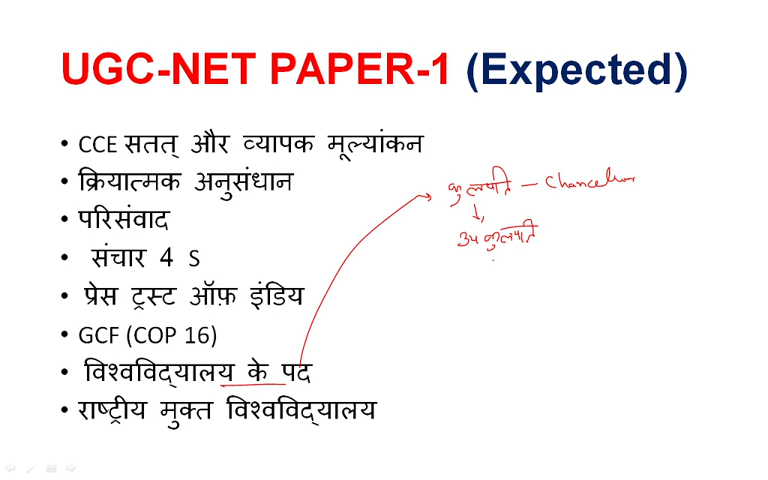 UGC-NET PAPER-1 (Expected)
• CCE सतत् और व्यापक मूल्यांकन
• क्रियात्मक अनुसंधान
• परिसंवाद
• संचार 4 S
• प्रेस ट्रस्ट ऑफ़ इंडिय
• GCF (COP 16)
• विश्वविद्यालय के पद
• राष्ट्रीय मुक्त विश्वविद्यालय
कुलपति — Chancellor
उप कुलपति